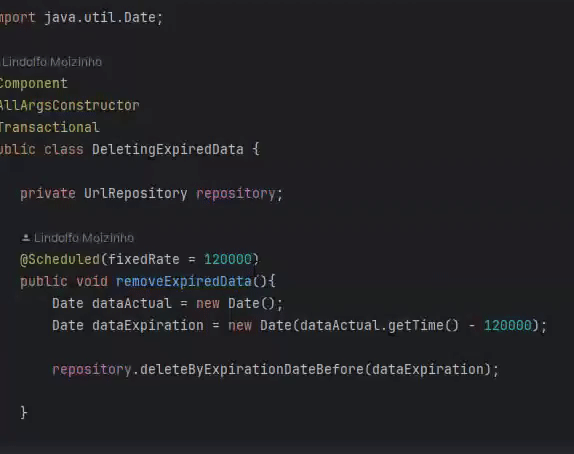 mport java.util.Date;
Lindolfo Moizinho
Component
AllArgsConstructor
Transactional
ublic class DeletingExpiredData {
private UrlRepository repository;
Lindolfo Moizinho
@Scheduled(fixedRate = 120000)
public void removeExpiredData(){
Date dataActual = new Date();
Date dataExpiration = new Date(dataActual.getTime() - 120000);
repository.deleteByExpirationDateBefore(dataExpiration);
}